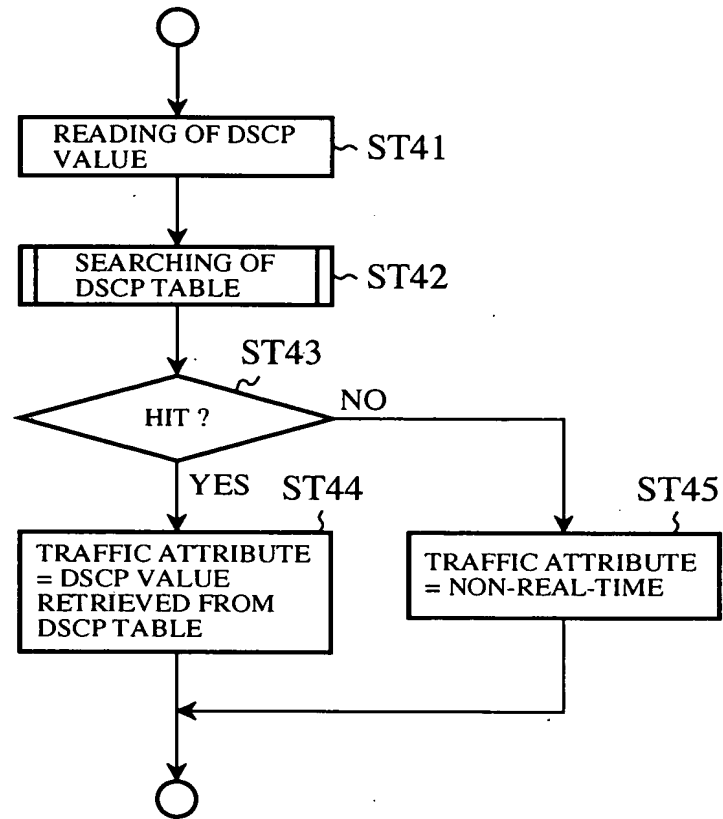 READING OF DSCP
VALUE
ST41
SEARCHING OF
DSCP TABLE
ST42
ST43
HIT ?
NO
YES
ST44
TRAFFIC ATTRIBUTE
= DSCP VALUE
RETRIEVED FROM
DSCP TABLE
ST45
TRAFFIC ATTRIBUTE
= NON-REAL-TIME